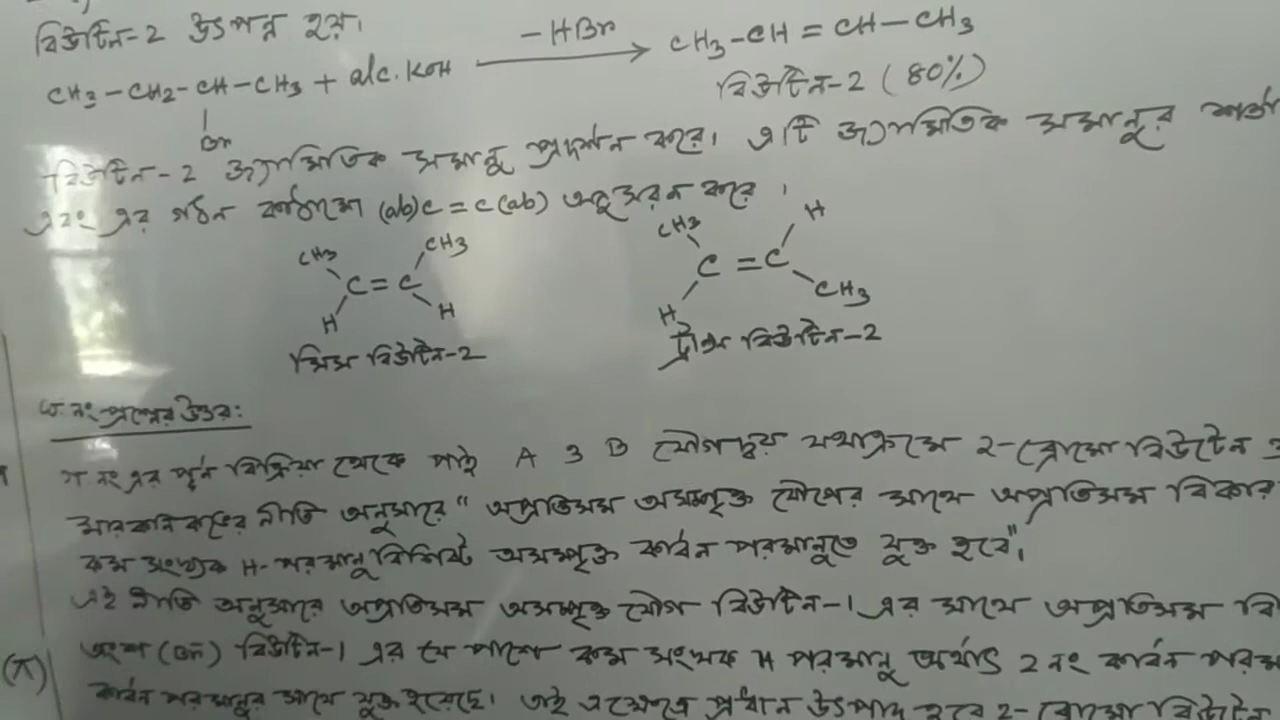 বিউটিন-2 উৎপন্ন হয়।
CH3-CH2-CH-CH3 + alc. KOH -HBr → CH3-CH=CH-CH3
Br
বিউটিন-2 (80%)
বিউটিন-2 জ্যামিতিক সমানু প্রদর্শন করে। এটি জ্যামিতিক সমানুর শর্ত
এবং এর গঠন কাঠামো (ab)C=C(ab) অনুসরন করে।
CH3 CH3 CH3 H
C=C C=C
H H H CH3
সিস বিউটিন-2 ট্রান্স বিউটিন-2
নং প্রশ্নের উত্তর:
গ নং এর পূর্ন বিক্রিয়া থেকে পাই A ও B যৌগদ্বয় যথাক্রমে ২-ব্রোমো বিউটেন
মারকনিকভের নীতি অনুসারে "অপ্রতিসম অসম্পৃক্ত যৌগের সাথে অপ্রতিসম বিকার
কম সংখ্যক H-পরমানু বিশিষ্ট অসম্পৃক্ত কার্বন পরমানুতে যুক্ত হবে"।
এই নীতি অনুসারে অপ্রতিসম অসম্পৃক্ত যৌগ বিউটিন-1 এর সাথে অপ্রতিসম বি
অংশ (Br) বিউটিন-1 এর যে পাশে কম সংখ্যক H পরমানু অর্থাৎ 2 নং কার্বন পরমা
কার্বন পরমানুর সাথে যুক্ত হয়েছে। তাই এক্ষেত্রে প্রধান উৎপাদ হবে 2-ব্রোমো বিউটেন